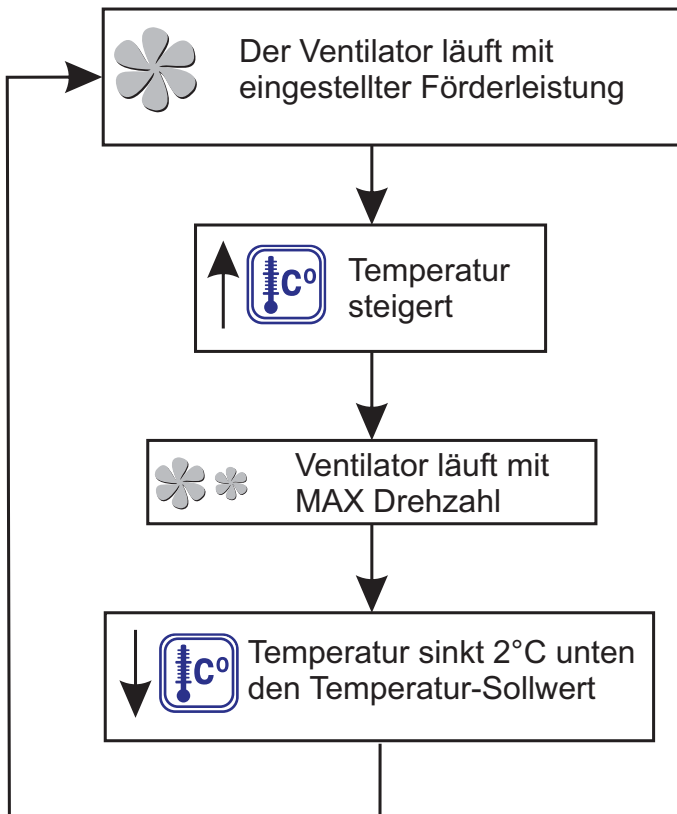 Der Ventilator läuft mit
eingestellter Förderleistung
C°
Temperatur
steigert
Ventilator läuft mit
MAX Drehzahl
C°
Temperatur sinkt 2°C unten
den Temperatur-Sollwert